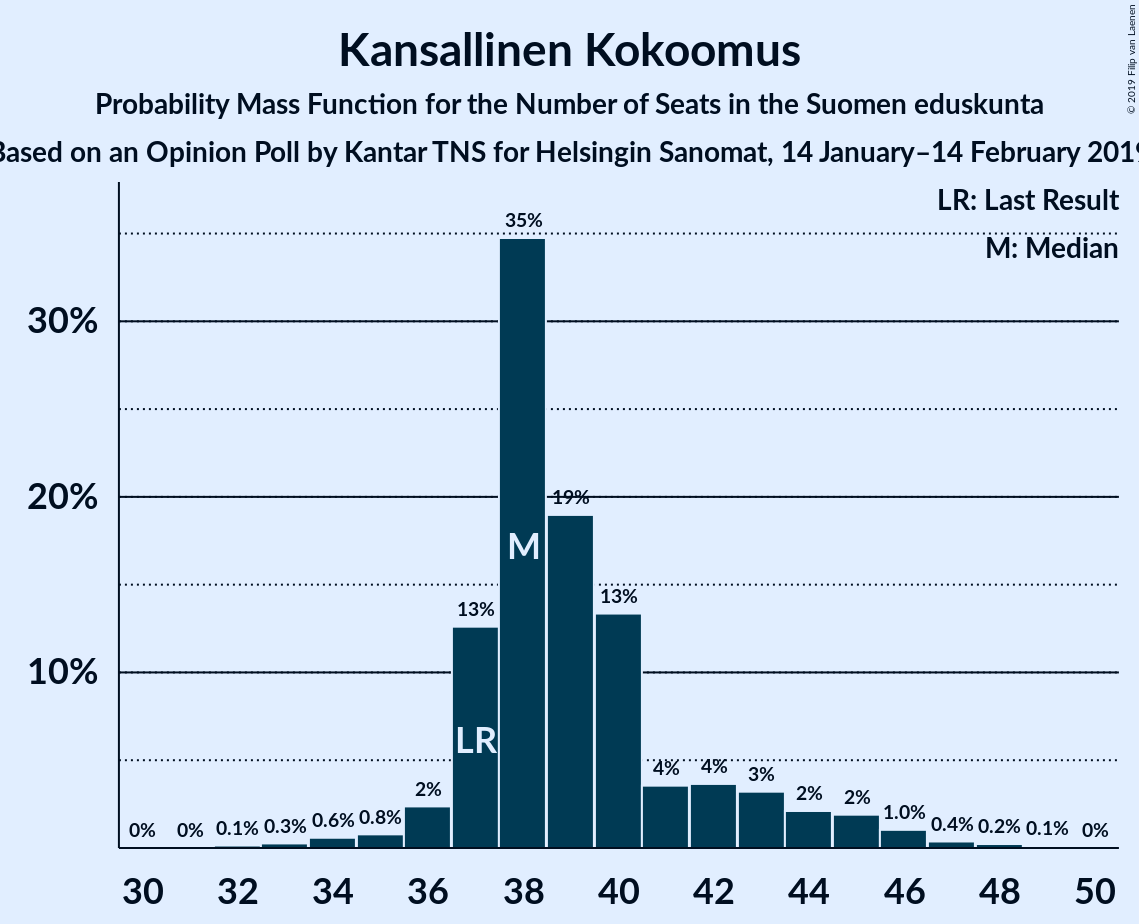 Kansallinen Kokoomus
Probability Mass Function for the Number of Seats in the Suomen eduskunta
Based on an Opinion Poll by Kantar TNS for Helsingin Sanomat, 14 January–14 February 2019
© 2019 Filip van Laenen
LR: Last Result
M: Median
30%
20%
10%
0% 0% 0.1% 0.3% 0.6% 0.8% 2% 13% 35% 19% 13% 4% 4% 3% 2% 2% 1.0% 0.4% 0.2% 0.1% 0%
M
LR
30 32 34 36 38 40 42 44 46 48 50